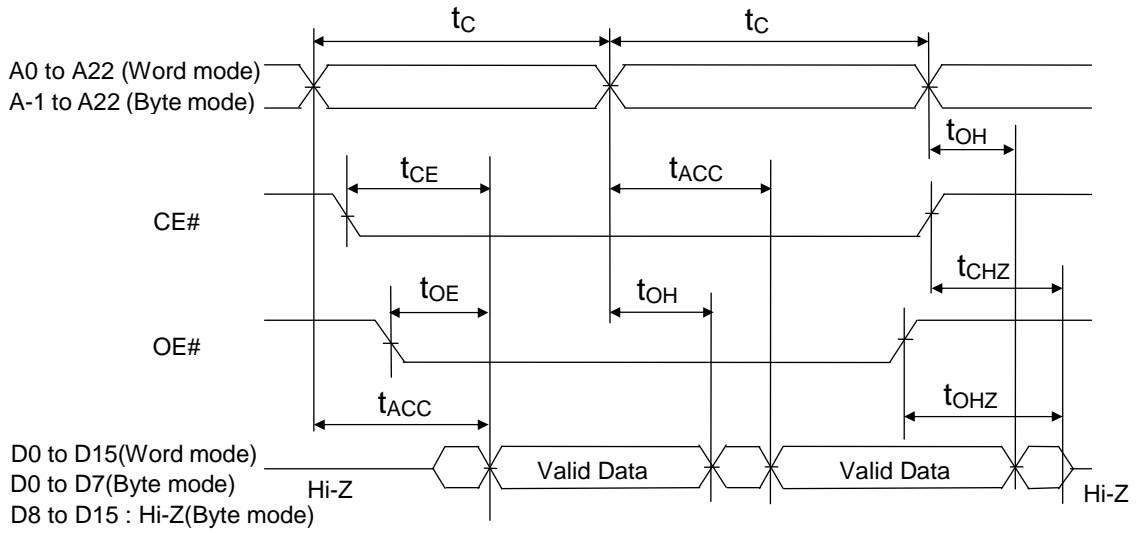 tC tC
A0 to A22 (Word mode)
A-1 to A22 (Byte mode)
tOH
tCE tACC
CE#
tCHZ
tOE tOH
OE#
tACC tOHZ
D0 to D15(Word mode)
D0 to D7(Byte mode)
D8 to D15 : Hi-Z(Byte mode)
Hi-Z Valid Data Valid Data Hi-Z